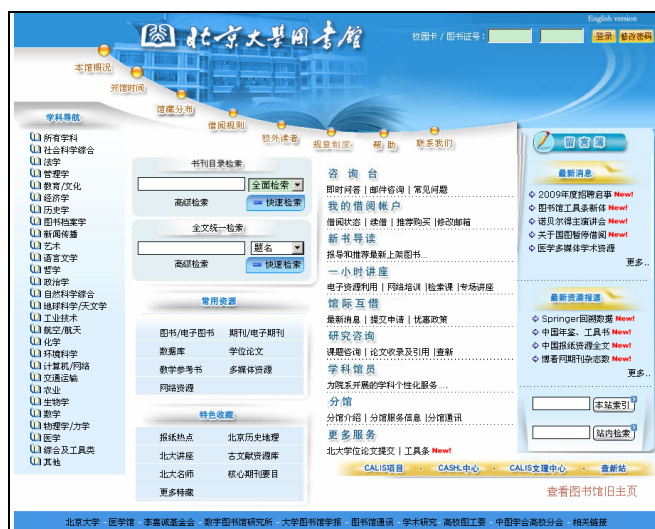 English version
北京大學圖書館
校园卡 / 图书证号：
登录 修改密码
本馆概况
开馆时间
馆藏分布
借阅规则
校外读者
规章制度
帮 助
联系我们
学科导航
所有学科
社会科学综合
法学
管理学
教育/文化
经济学
历史学
图书档案学
新闻传播
艺术
语言文学
哲学
政治学
自然科学综合
地球科学/天文学
工业技术
航空/航天
化学
环境科学
计算机/网络
交通运输
农业
生物学
数学
物理学/力学
医学
综合及工具类
其他
书刊目录检索
全面检索
高级检索 快速检索
全文统一检索
题名
高级检索 快速检索
常用资源
图书/电子图书 期刊/电子期刊
数据库 学位论文
教学参考书 多媒体资源
网络资源
特色收藏
报纸热点 北京历史地理
北大讲座 古文献资源库
北大名师 核心期刊要目
更多特藏
咨 询 台
即时问答 | 邮件咨询 | 常见问题
我的借阅帐户
借阅状态 | 续借 | 推荐购买 |修改邮箱
新书导读
报导和推荐最新上架图书...
一小时讲座
电子资源利用 | 网络培训 |检索课 |专场讲座
馆际互借
最新消息 | 提交申请 | 优惠政策
研究咨询
课题咨询 | 论文收录及引用 |查新
学科馆员
为院系开展的学科个性化服务....
分馆
分馆介绍 | 分馆服务信息 |分馆通讯
更多服务
北大学位论文提交 | 工具条 New!
留言簿
最新消息
2009年度招聘启事 New!
图书馆工具条新体 New!
诺贝尔得主演讲会 New!
关于国图暂停借阅 New!
医学多媒体学术资源
更多..
最新资源报道
Springer回溯数据 New!
中国年鉴、工具书 New!
中国报纸资源全文 New!
博看网期刊杂志数 New!
更多..
本站索引
站内检索
CALIS项目 CASHL中心 CALIS文理中心 查新站
查看图书馆旧主页
北京大学 - 医学馆 - 李嘉诚基金会 - 数字图书馆研究所 - 大学图书馆学报 - 图书馆通讯 - 学术研究 高校图工委 - 中图学会高校分会 - 相关链接